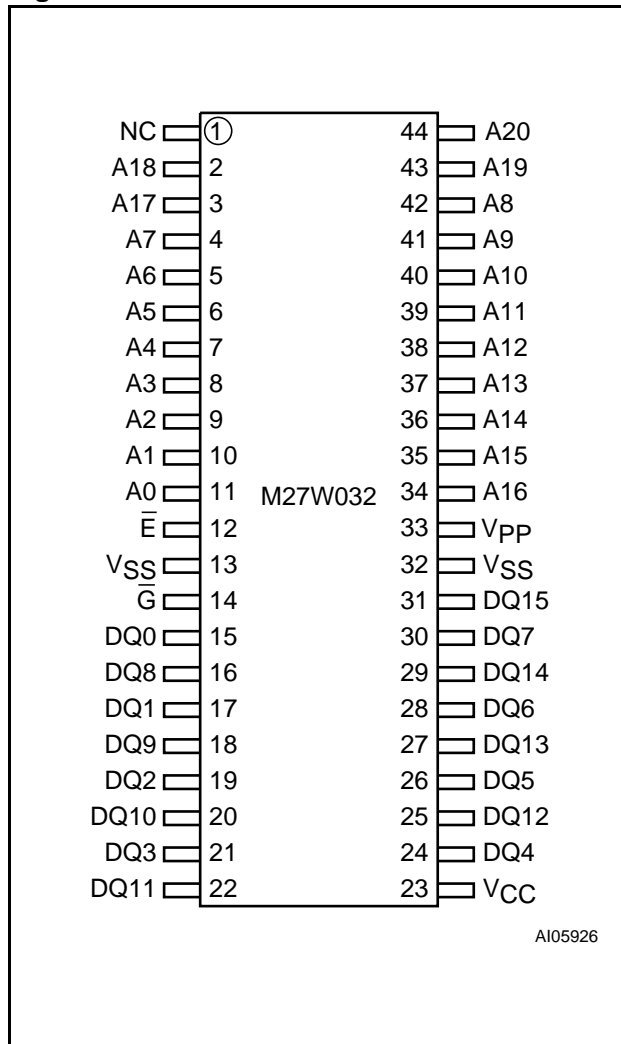 NC 1 44 A20
A18 2 43 A19
A17 3 42 A8
A7 4 41 A9
A6 5 40 A10
A5 6 39 A11
A4 7 38 A12
A3 8 37 A13
A2 9 36 A14
A1 10 35 A15
A0 11 M27W032 34 A16
E̅ 12 33 VPP
VSS 13 32 VSS
G̅ 14 31 DQ15
DQ0 15 30 DQ7
DQ8 16 29 DQ14
DQ1 17 28 DQ6
DQ9 18 27 DQ13
DQ2 19 26 DQ5
DQ10 20 25 DQ12
DQ3 21 24 DQ4
DQ11 22 23 VCC
AI05926